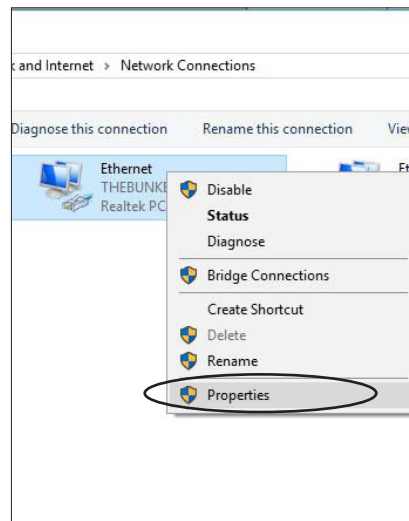 and Internet > Network Connections
Diagnose this connection Rename this connection
Ethernet
Realtek PC
Disable
Status
Diagnose
Bridge Connections
Create Shortcut
Delete
Rename
Properties